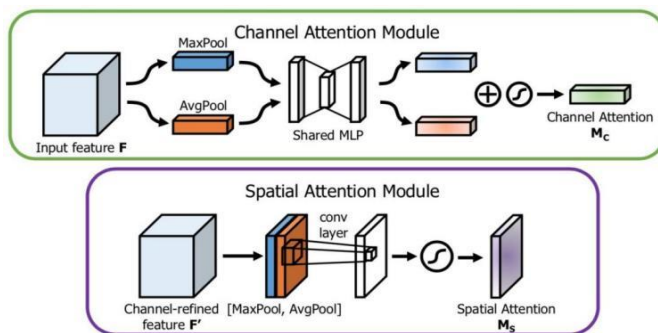 Channel Attention Module
MaxPool
AvgPool
Input feature F
Shared MLP
Channel Attention
Mc
Spatial Attention Module
conv
layer
Channel-refined
feature F'
[MaxPool, AvgPool]
Spatial Attention
Ms